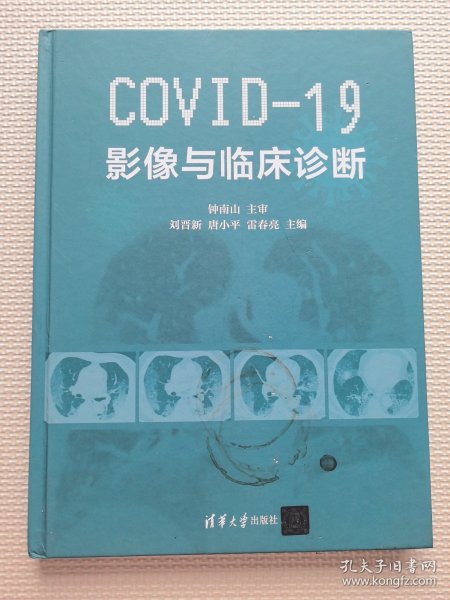 COVID-19
影像与临床诊断
钟南山 主审
刘晋新 唐小平 雷春亮 主编
清华大学出版社
孔夫子旧书网
www.kongfz.com